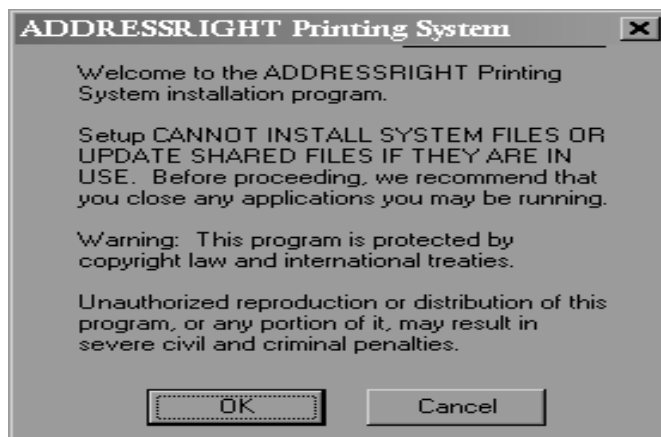 ADDRESSRIGHT Printing System
Welcome to the ADDRESSRIGHT Printing
System installation program.
Setup CANNOT INSTALL SYSTEM FILES OR
UPDATE SHARED FILES IF THEY ARE IN
USE.  Before proceeding, we recommend that
you close any applications you may be running.
Warning:  This program is protected by
copyright law and international treaties.
Unauthorized reproduction or distribution of this
program, or any portion of it, may result in
severe civil and criminal penalties.
OK Cancel